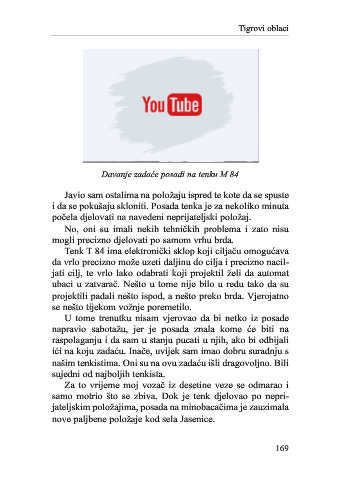 Tigrovi oblaci
YouTube
Davanje zadaće posadi na tenku M 84
Javio sam ostalima na položaju ispred te kote da se spuste
i da se pokušaju skloniti. Posada tenka je za nekoliko minuta
počela djelovati na navedeni neprijateljski položaj.
No, oni su imali nekih tehničkih problema i zato nisu
mogli precizno djelovati po samom vrhu brda.
Tenk T 84 ima elektronički sklop koji ciljaču omogućava
da vrlo precizno može uzeti daljinu do cilja i precizno nacil-
jati cilj, te vrlo lako odabrati koji projektil želi da automat
ubaci u zatvarač. Nešto u tome nije bilo u redu tako da su
projektili padali nešto ispod, a nešto preko brda. Vjerojatno
se nešto tijekom vožnje poremetilo.
U tome trenutku nisam vjerovao da bi netko iz posade
napravio sabotažu, jer je posada znala kome će biti na
raspolaganju i da sam u stanju pucati u njih, ako bi odbijali
ići na koju zadaću. Inače, uvijek sam imao dobru suradnju s
našim tenkistima. Oni su na ovu zadaću išli dragovoljno. Bili
su jedni od najboljih tenkista.
Za to vrijeme moj vozač iz desetine veze se odmarao i
samo motrio što se zbiva. Dok je tenk djelovao po nepri-
jateljskim položajima, posada na minobacačima je zauzimala
nove paljbene položaje kod sela Jasenice.
169